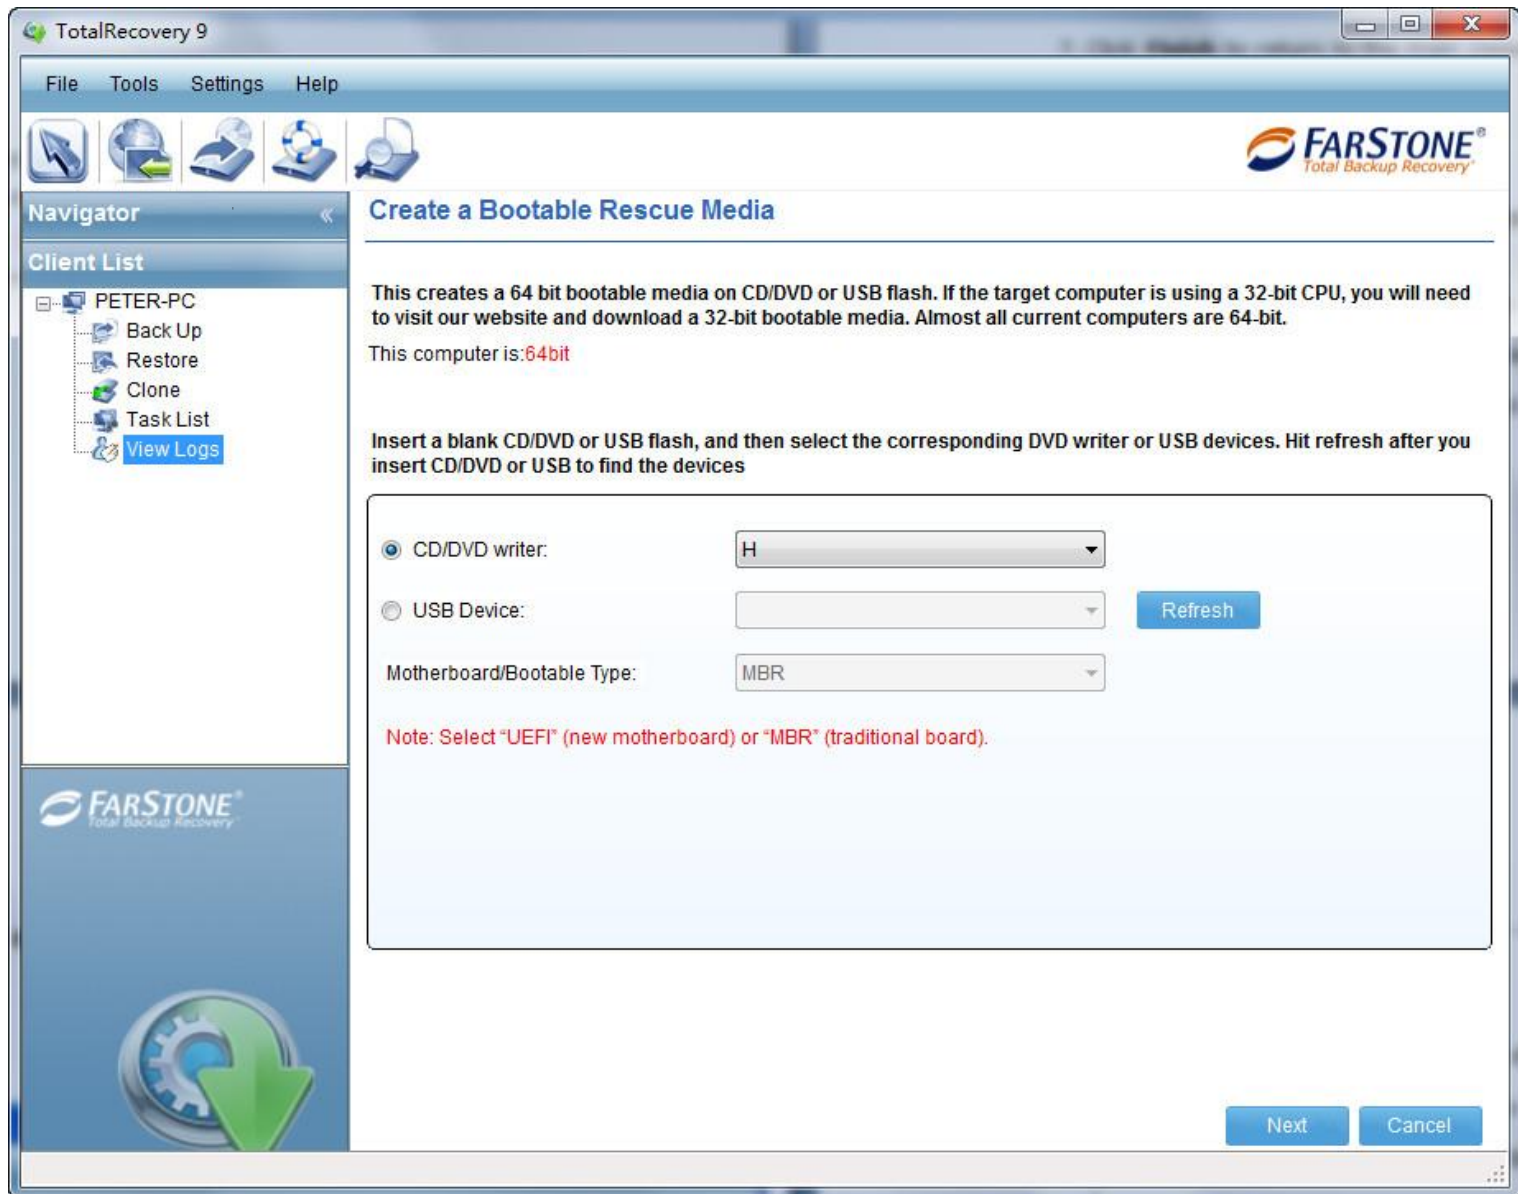 TotalRecovery 9
File Tools Settings Help
FARSTONE®
Total Backup Recovery
Navigator
Create a Bootable Rescue Media
Client List
PETER-PC
Back Up
Restore
Clone
Task List
View Logs
This creates a 64 bit bootable media on CD/DVD or USB flash. If the target computer is using a 32-bit CPU, you will need
to visit our website and download a 32-bit bootable media. Almost all current computers are 64-bit.
This computer is:64bit
Insert a blank CD/DVD or USB flash, and then select the corresponding DVD writer or USB devices. Hit refresh after you
insert CD/DVD or USB to find the devices
CD/DVD writer: H
USB Device: Refresh
Motherboard/Bootable Type: MBR
Note: Select “UEFI” (new motherboard) or “MBR” (traditional board).
FARSTONE®
Total Backup Recovery
Next Cancel